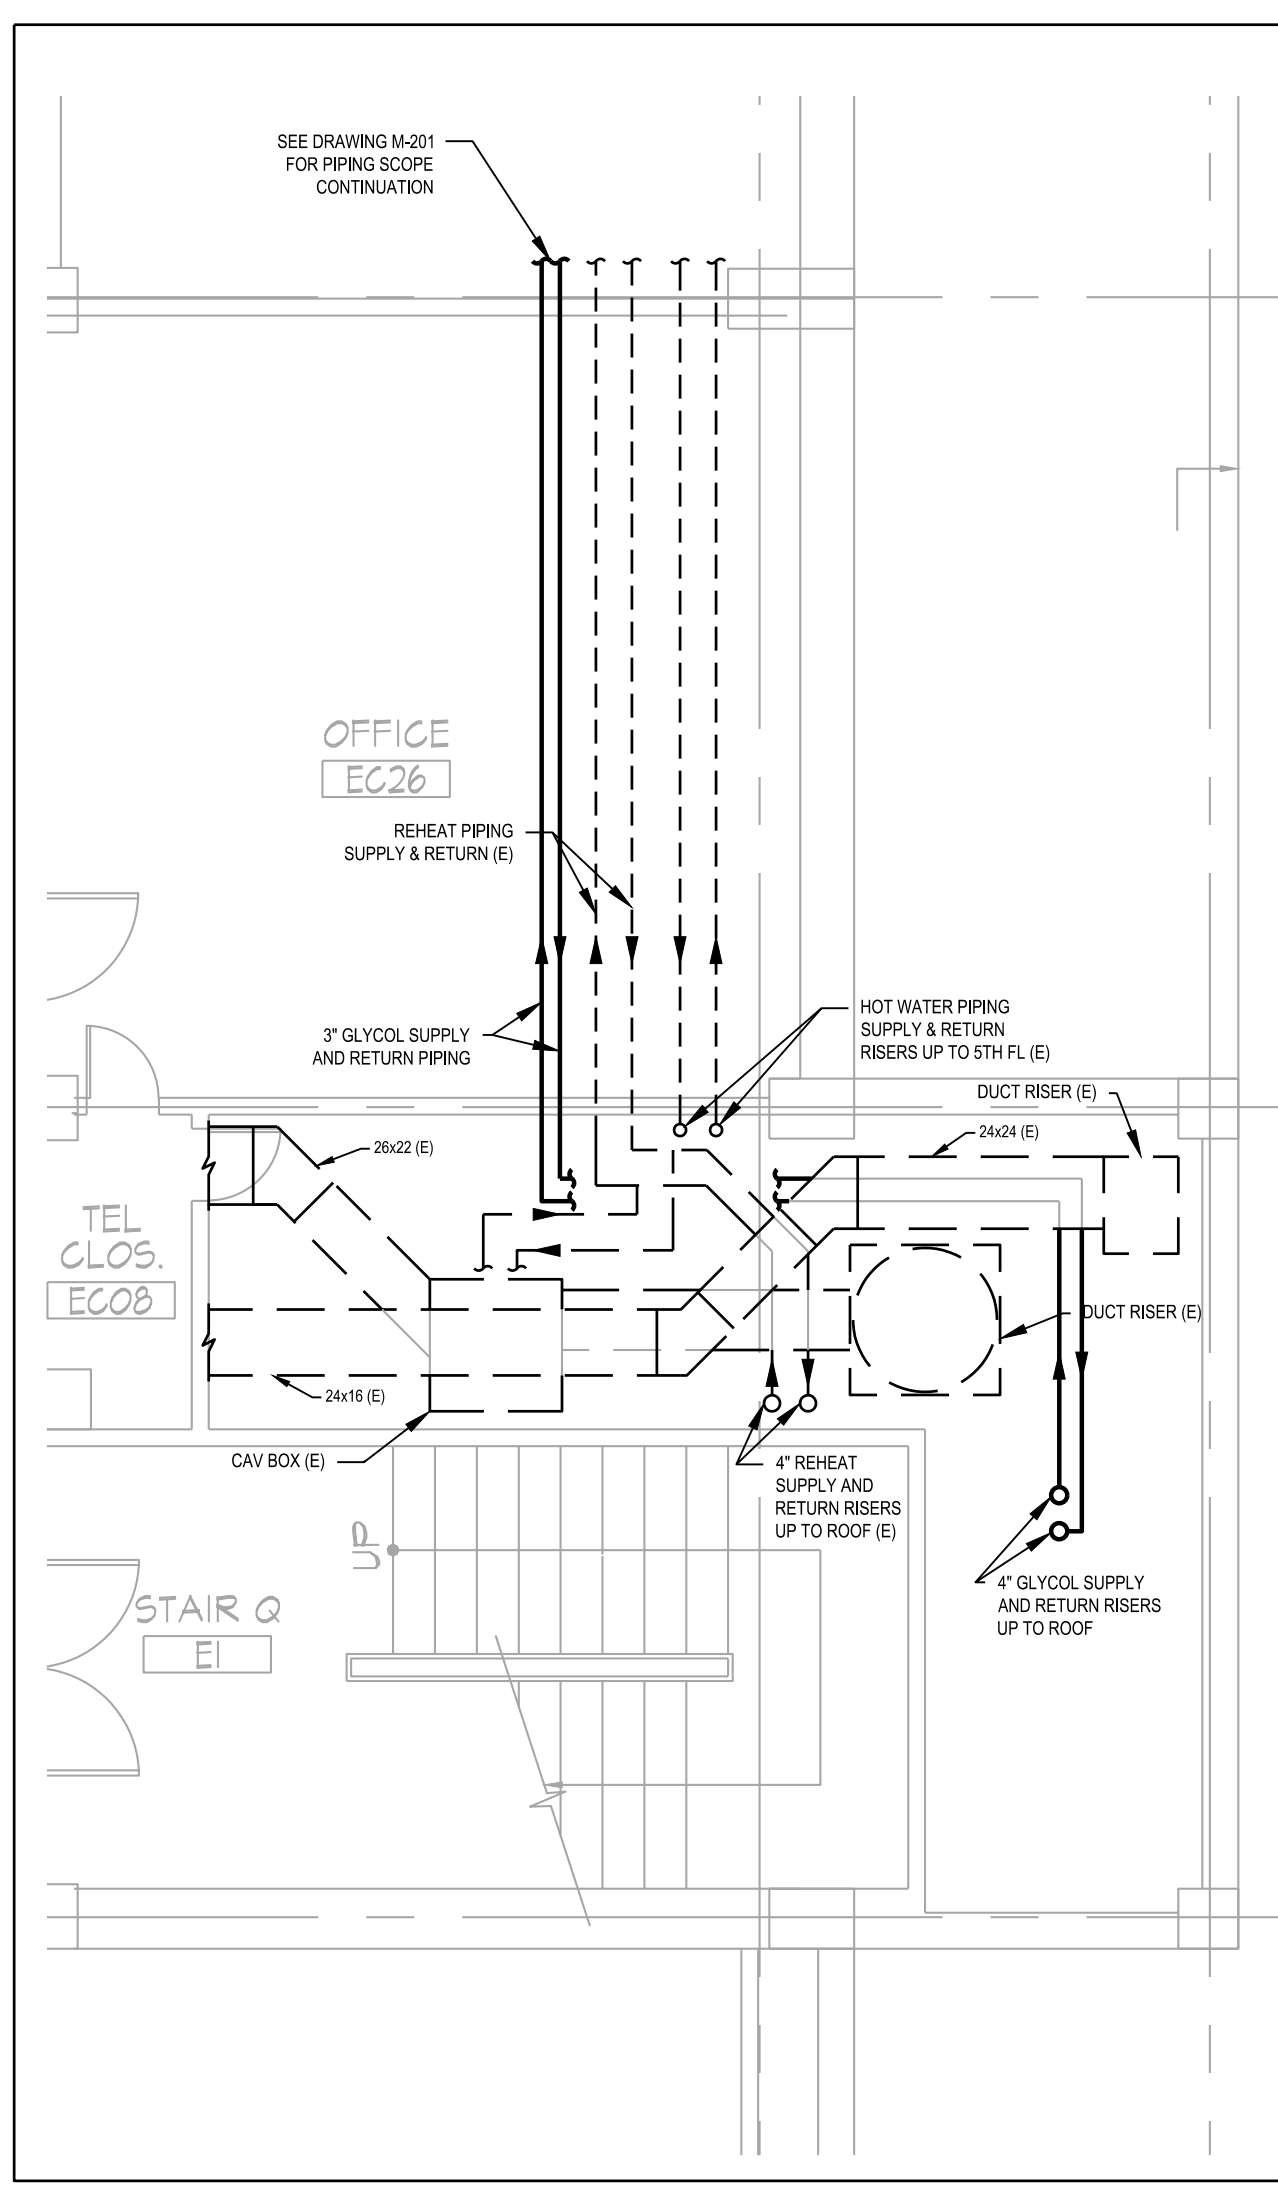 SEE DRAWING M-201
FOR PIPING SCOPE
CONTINUATION
OFFICE
EC26
REHEAT PIPING
SUPPLY & RETURN (E)
HOT WATER PIPING
SUPPLY & RETURN
RISERS UP TO 5TH FL (E)
3" GLYCOL SUPPLY
AND RETURN PIPING
DUCT RISER (E)
24x24 (E)
26x22 (E)
TEL
CLOS.
EC08
DUCT RISER (E)
24x16 (E)
CAV BOX (E)
4" REHEAT
SUPPLY AND
RETURN RISERS
UP TO ROOF (E)
UP
4" GLYCOL SUPPLY
AND RETURN RISERS
UP TO ROOF
STAIR Q
E1